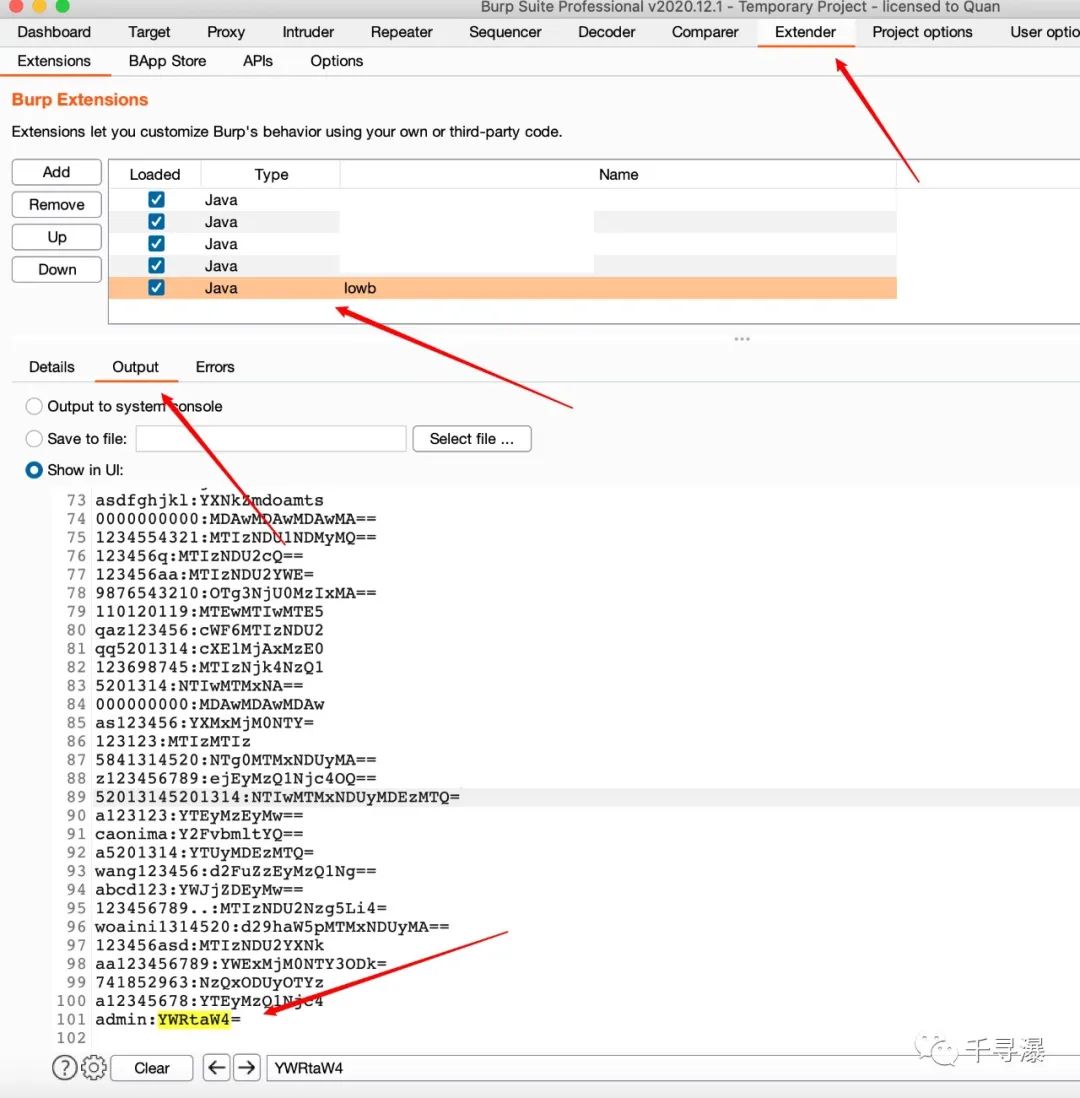 Burp Suite Professional v2020.12.1 - Temporary Project - licensed to Quan
Dashboard Target Proxy Intruder Repeater Sequencer Decoder Comparer Extender Project options User optio
Extensions BApp Store APIs Options
Burp Extensions
Extensions let you customize Burp's behavior using your own or third-party code.
Add
Remove
Up
Down
Loaded Type Name
Java
Java
Java
Java
Java lowb
Details Output Errors
Output to system console
Save to file: Select file ...
Show in UI:
73 asdfghjkl:YXNkZmdoamts
74 0000000000:MDAwMDAwMDAwMA==
75 1234554321:MTIzNDU1NDMyMQ==
76 123456q:MTIzNDU2cQ==
77 123456aa:MTIzNDU2YWE=
78 9876543210:OTg3NjU0MzIxMA==
79 110120119:MTEwMTIwMTE5
80 qaz123456:cWF6MTIzNDU2
81 qq5201314:cXE1MjAxMzE0
82 123698745:MTIzNjk4NzQ1
83 5201314:NTIwMTMxNA==
84 000000000:MDAwMDAwMDAw
85 as123456:YXMxMjM0NTY=
86 123123:MTIzMTIz
87 5841314520:NTg0MTMxNDUyMA==
88 z123456789:ejEyMzQ1Njc4OQ==
89 52013145201314:NTIwMTMxNDUyMDEzMTQ=
90 a123123:YTEyMzEyMw==
91 caonima:Y2FvbmltYQ==
92 a5201314:YTUyMDEzMTQ=
93 wang123456:d2FuZzEyMzQ1Ng==
94 abcd123:YWJjZDEyMw==
95 123456789..:MTIzNDU2Nzg5Li4=
96 woaini1314520:d29haW5pMTMxNDUyMA==
97 123456asd:MTIzNDU2YXNk
98 aa123456789:YWExMjM0NTY3ODk=
99 741852963:NzQxODUyOTYz
100 a12345678:YTEyMzQ1Njc4
101 admin:YWRtaW4=
102
? Clear YWRtaW4
千寻瀑